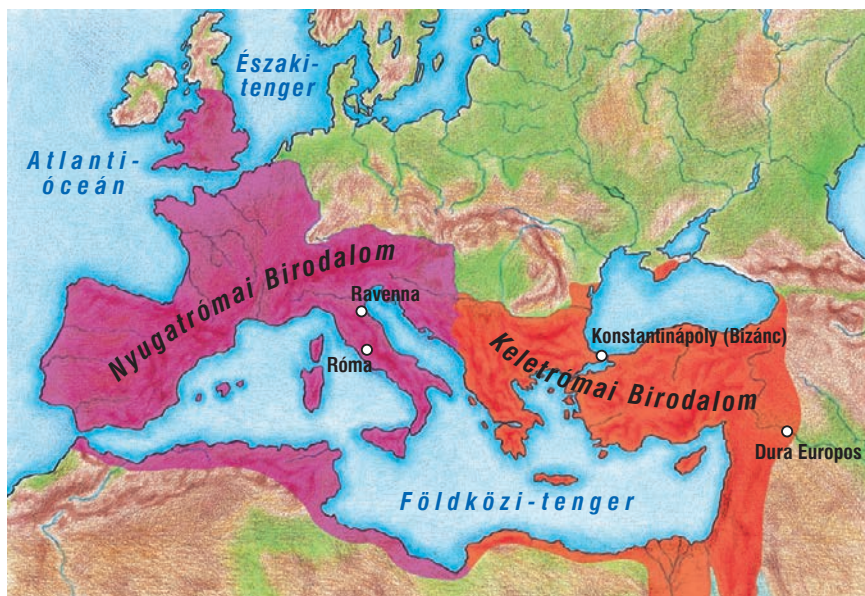 Északi-
tenger
Atlanti-
óceán
Nyugatrómai Birodalom
Ravenna
Róma
Konstantinápoly (Bizánc)
Keletrómai Birodalom
Dura Europos
Földközi-tenger